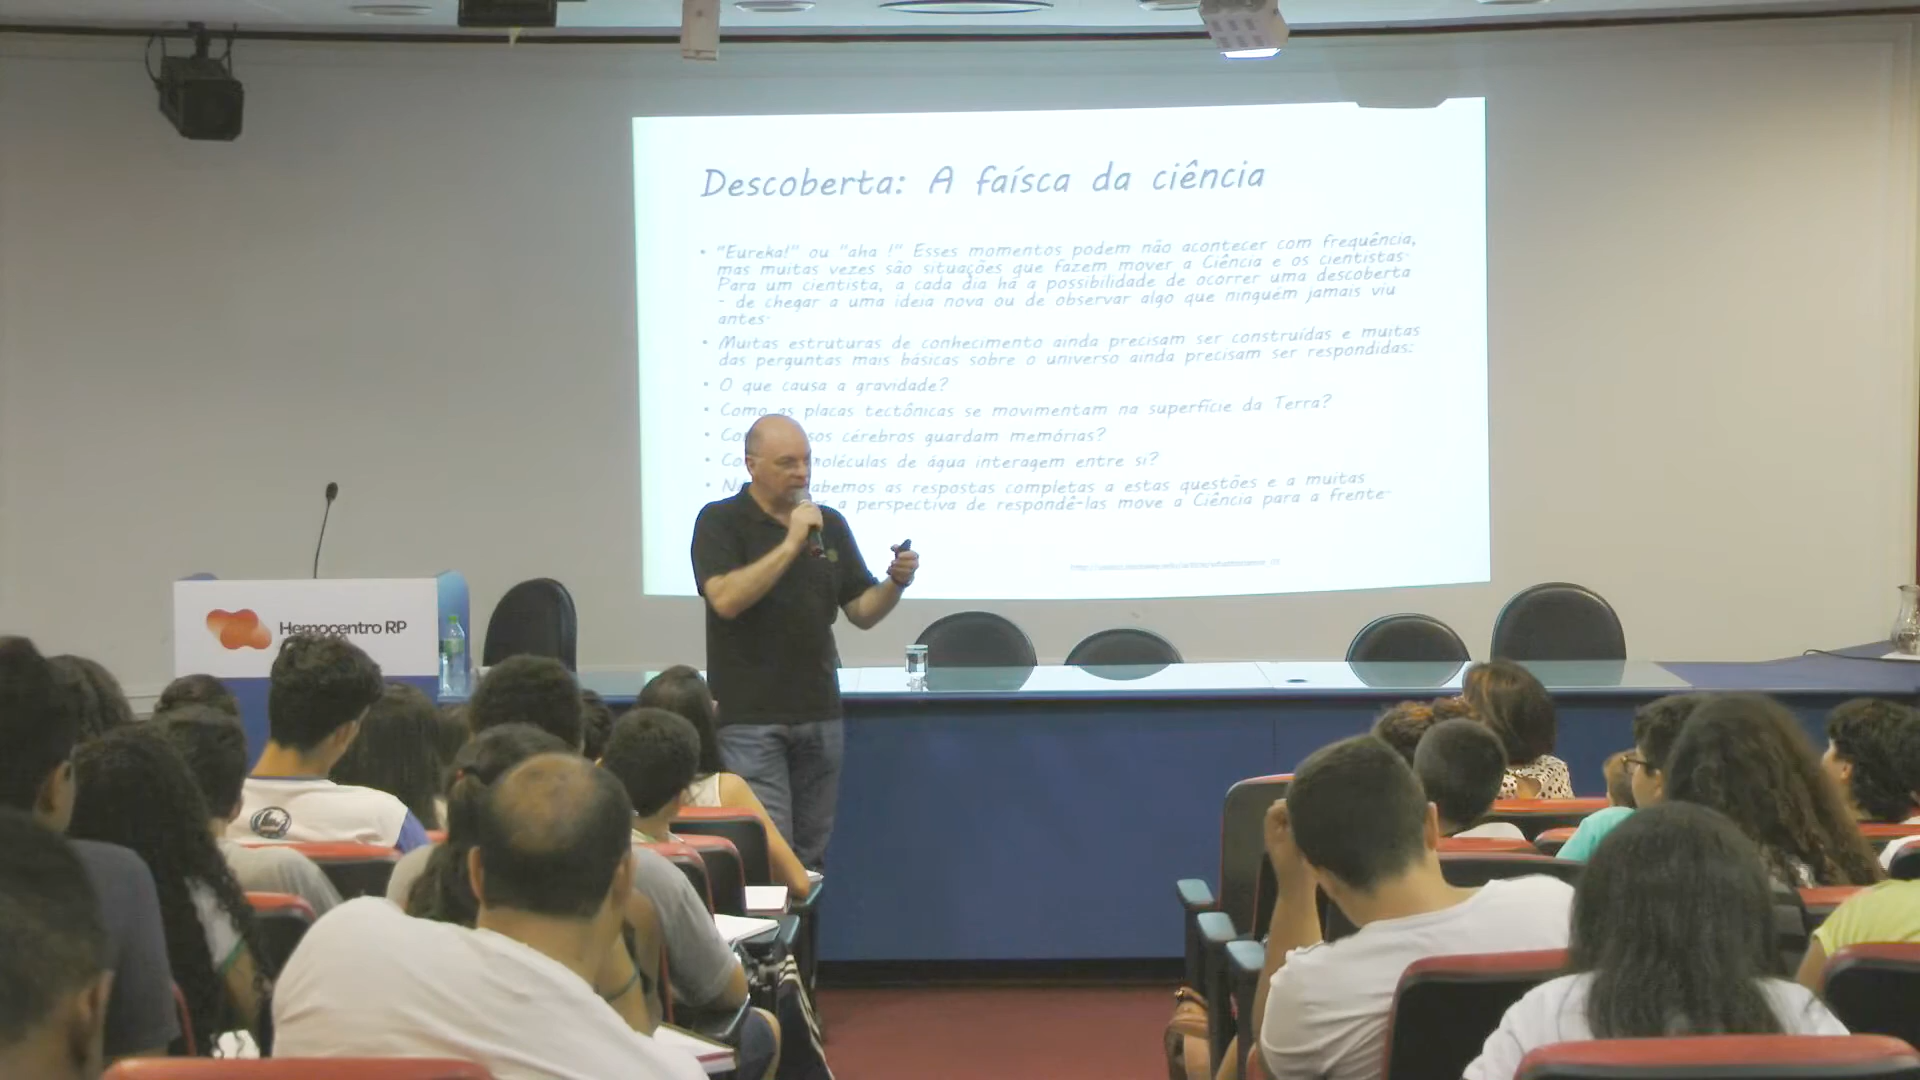 Descoberta: A faísca da ciência
• "Eureka!" ou "aha !" Esses momentos podem não acontecer com frequência,
mas muitas vezes são situações que fazem mover a Ciência e os cientistas.
Para um cientista, a cada dia há a possibilidade de ocorrer uma descoberta
- de chegar a uma ideia nova ou de observar algo que ninguém jamais viu
antes.
• Muitas estruturas de conhecimento ainda precisam ser construídas e muitas
das perguntas mais básicas sobre o universo ainda precisam ser respondidas:
• O que causa a gravidade?
• Como as placas tectônicas se movimentam na superfície da Terra?
• cérebros guardam memórias?
• moléculas de água interagem entre si?
• as respostas completas a estas questões e a muitas
a perspectiva de respondê-las move a Ciência para a frente.
Hemocentro RP